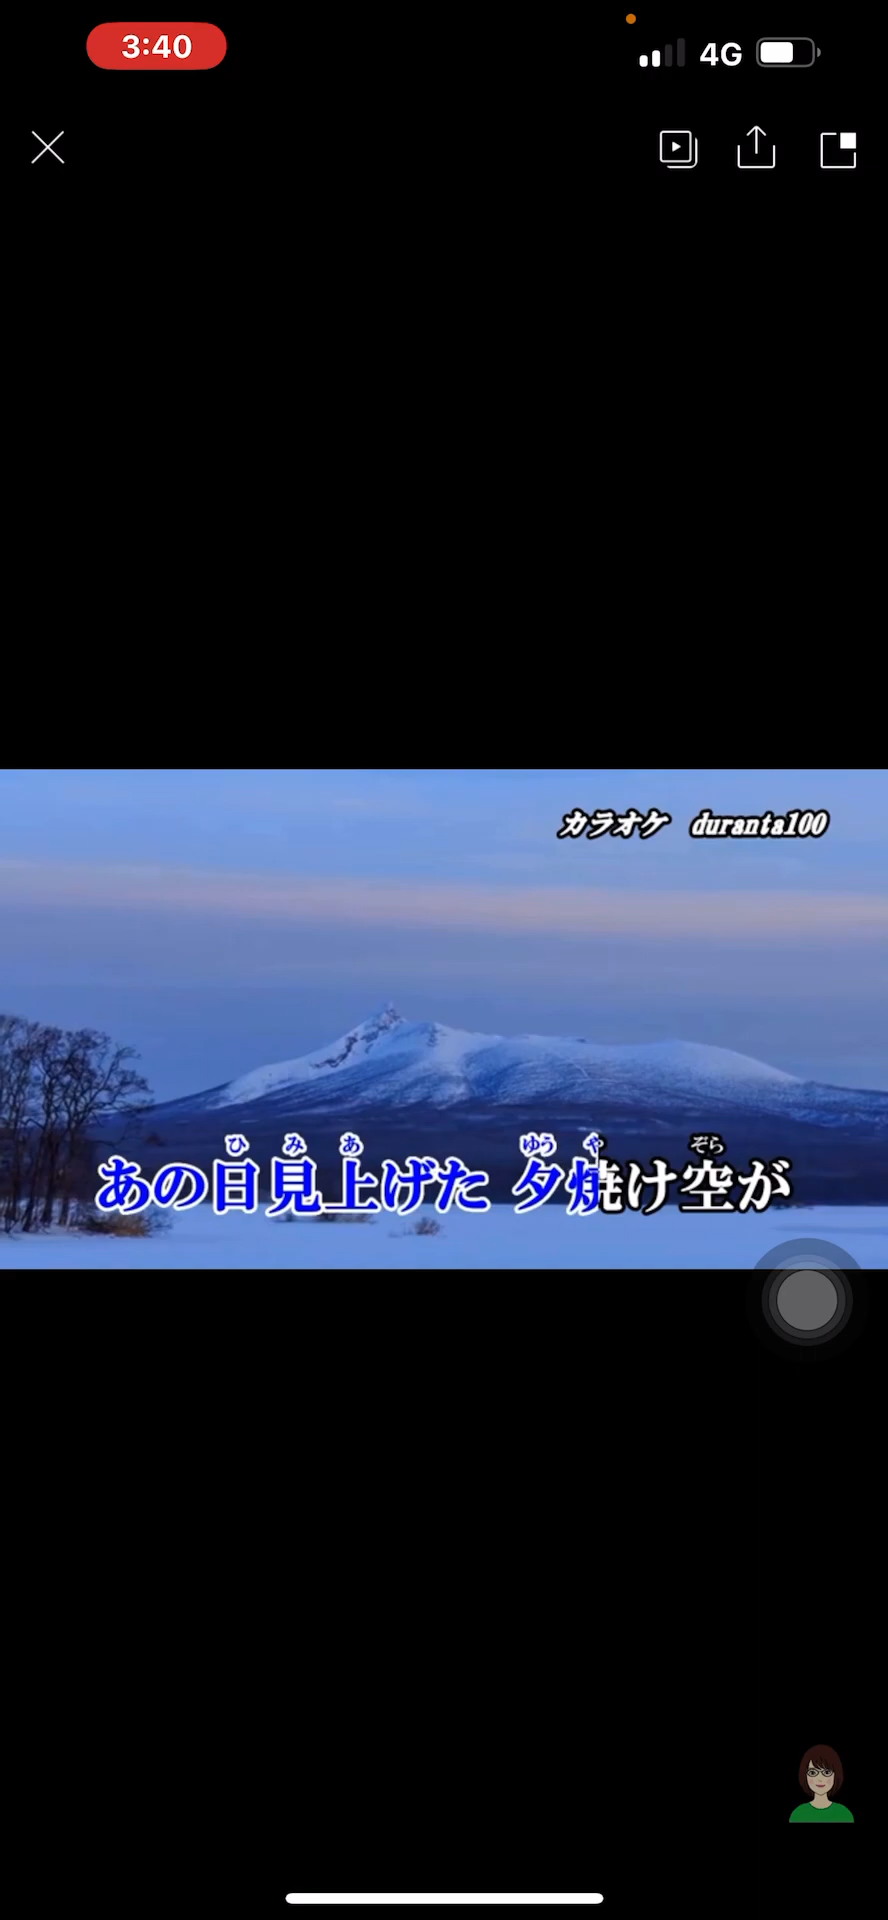 3:40
4G
カラオケ duranta100
ひ み あ ゆう や ぞら
あの日見上げた 夕焼け空が